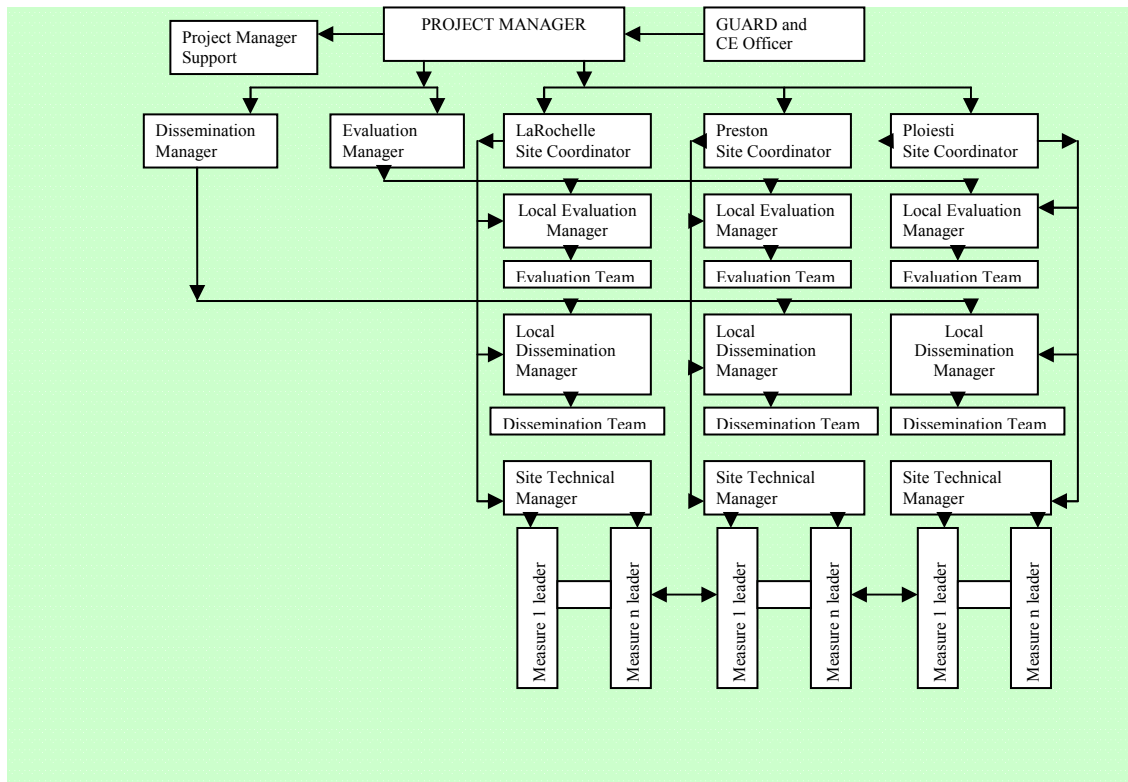 PROJECT MANAGER
GUARD and
CE Officer
Project Manager
Support
Dissemination
Manager
Evaluation
Manager
LaRochelle
Site Coordinator
Preston
Site Coordinator
Ploiesti
Site Coordinator
Local Evaluation
Manager
Local Evaluation
Manager
Local Evaluation
Manager
Evaluation Team
Evaluation Team
Evaluation Team
Local
Dissemination
Manager
Local
Dissemination
Manager
Local
Dissemination
Manager
Dissemination Team
Dissemination Team
Dissemination Team
Site Technical
Manager
Site Technical
Manager
Site Technical
Manager
Measure 1 leader
Measure n leader
Measure 1 leader
Measure n leader
Measure 1 leader
Measure n leader